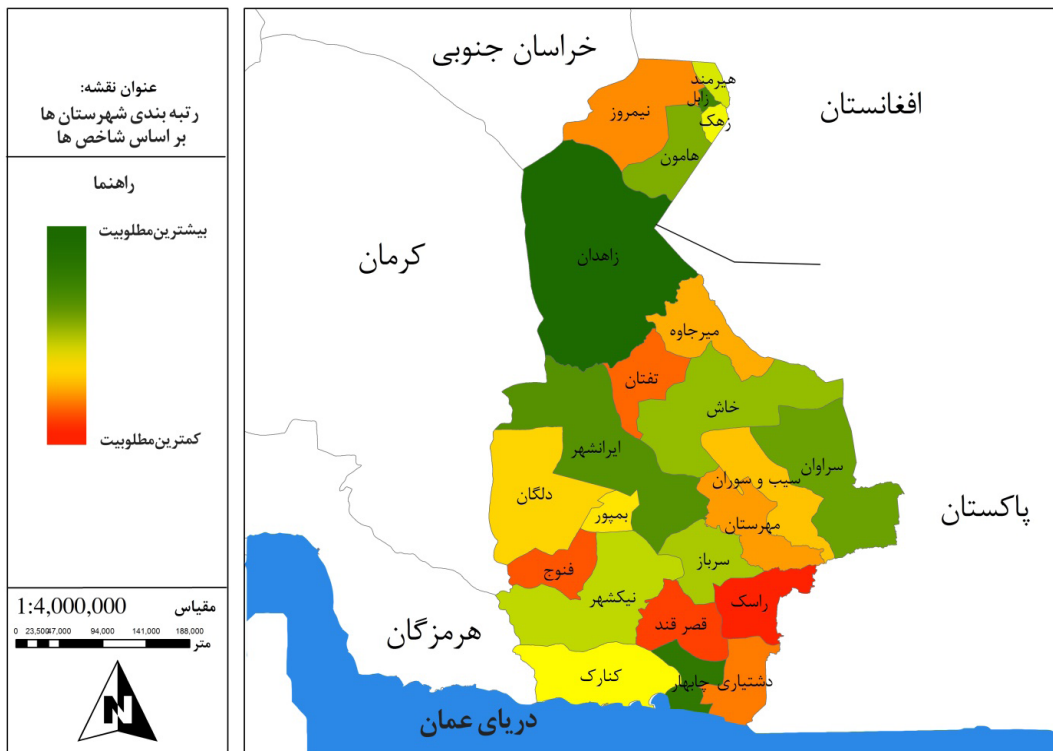 عنوان نقشه:
رتبه بندی شهرستان ها
بر اساس شاخص ها
راهنما
بیشترین‌مطلوبیت
کمترین‌مطلوبیت
مقیاس 1:4,000,000
0 23,500 47,000 94,000 141,000 188,000
متر
N
خراسان جنوبی
افغانستان
کرمان
پاکستان
هرمزگان
دریای عمان
هیرمند
زابل
زهک
نیمروز
هامون
زاهدان
میرجاوه
تفتان
خاش
ایرانشهر
سراوان
سیب و سوران
دلگان
بمپور
مهرستان
سرباز
فنوج
نیکشهر
راسک
قصر قند
کنارک
چابهار
دشتیاری